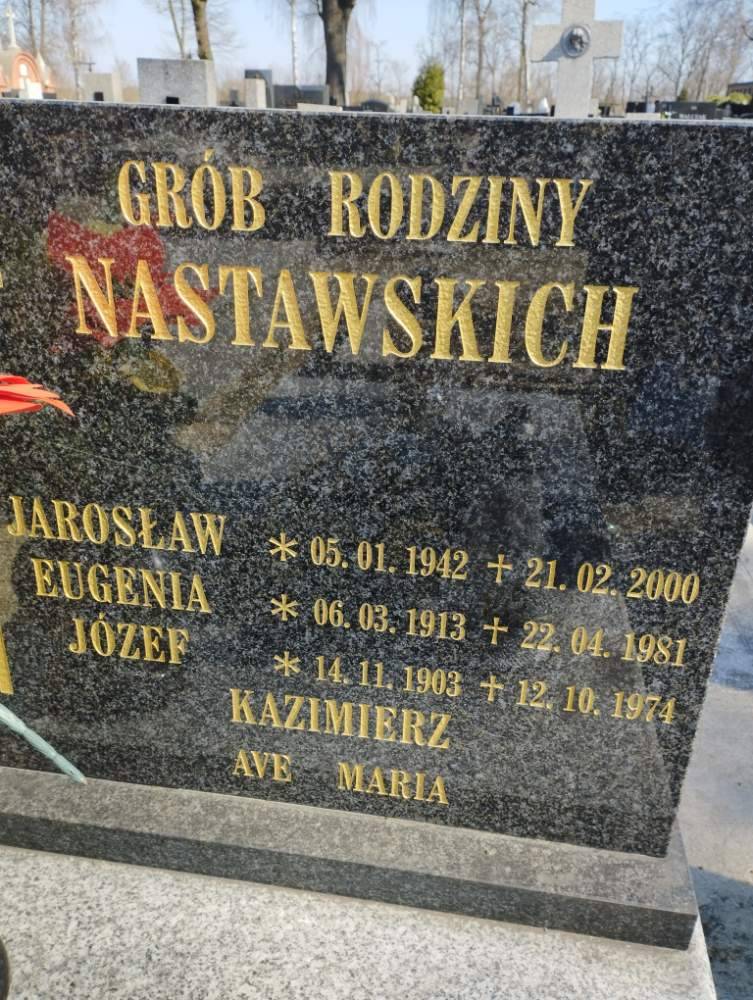 GRÓB RODZINY
NASTAWSKICH
JAROSŁAW * 05. 01. 1942 + 21. 02. 2000
EUGENIA * 06. 03. 1913 + 22. 04. 1981
JÓZEF * 14. 11. 1903 + 12. 10. 1974
KAZIMIERZ
AVE MARIA